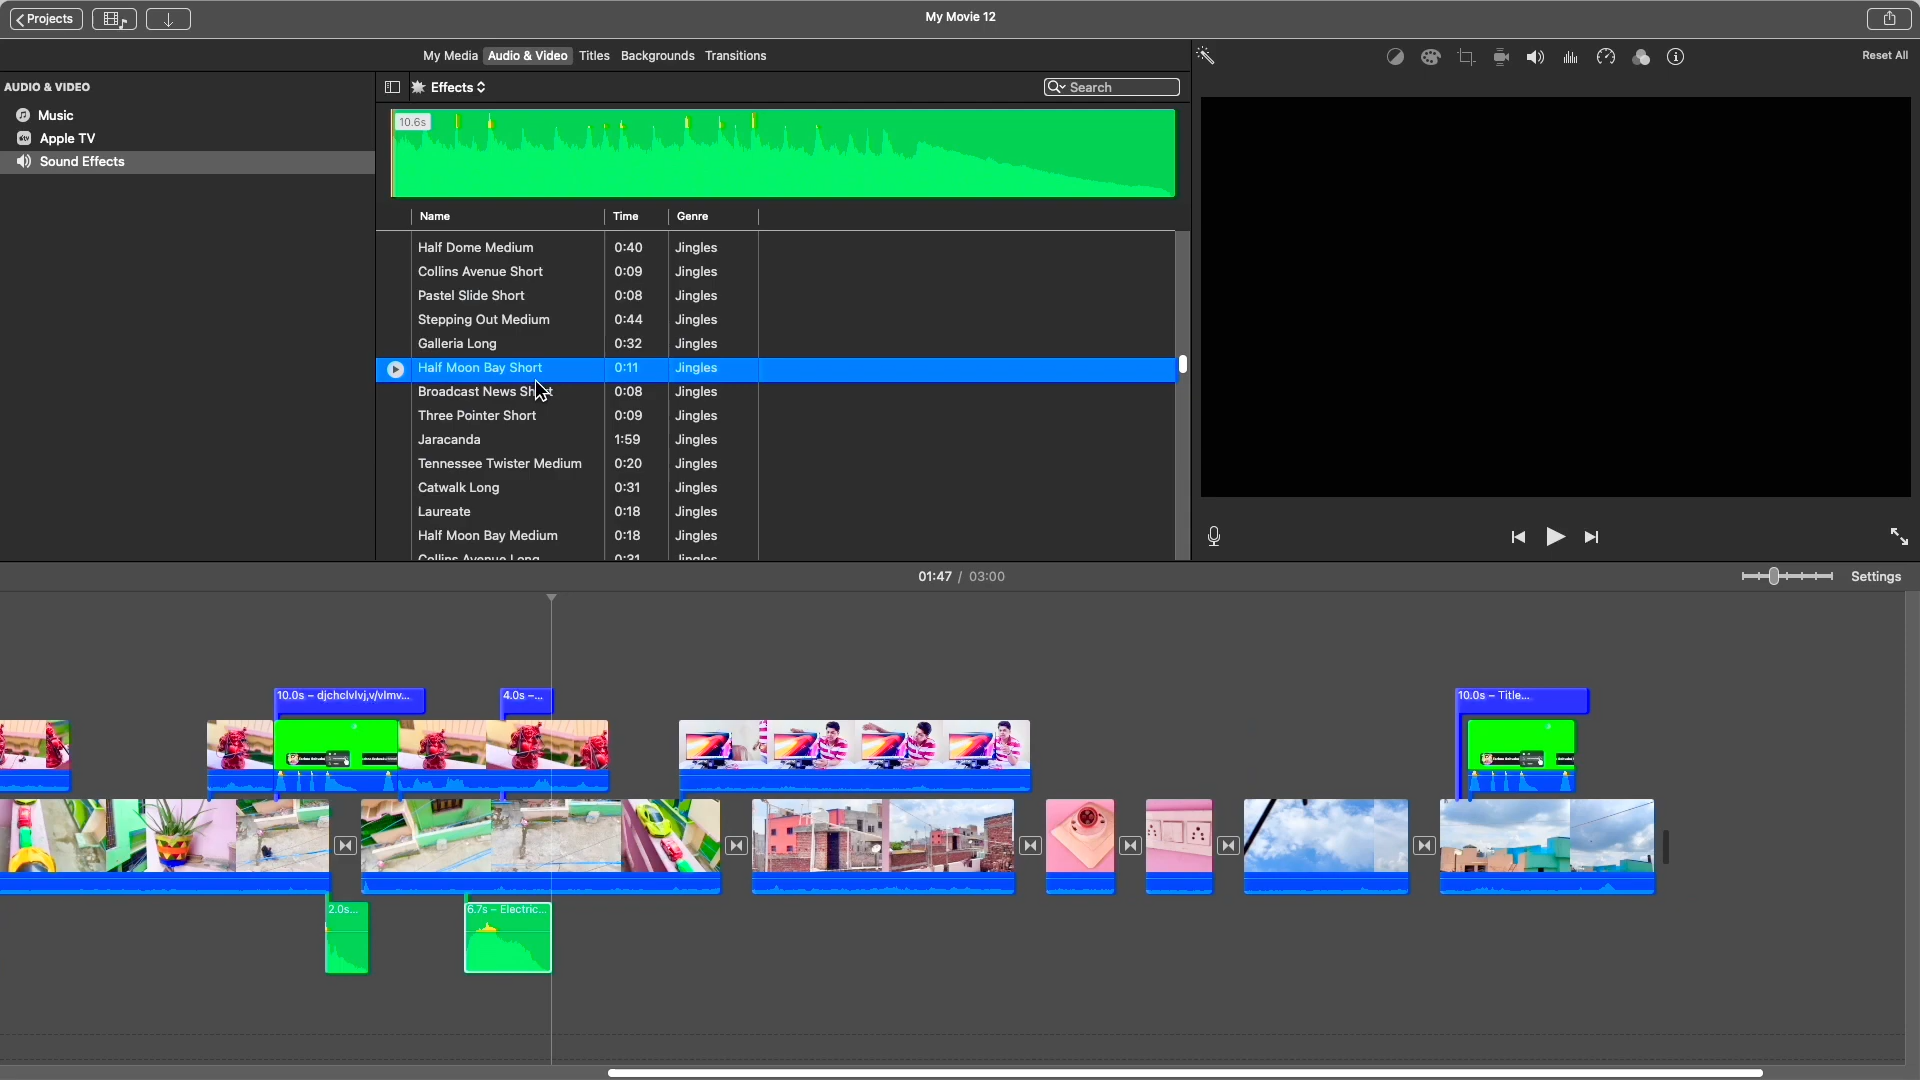 Projects
My Movie 12
My Media Audio & Video Titles Backgrounds Transitions
Reset All
AUDIO & VIDEO
Music
Apple TV
Sound Effects
Effects
Search
10.6s
Name Time Genre
Half Dome Medium 0:40 Jingles
Collins Avenue Short 0:09 Jingles
Pastel Slide Short 0:08 Jingles
Stepping Out Medium 0:44 Jingles
Galleria Long 0:32 Jingles
Half Moon Bay Short 0:11 Jingles
Broadcast News 0:08 Jingles
Three Pointer Short 0:09 Jingles
Jaracanda 1:59 Jingles
Tennessee Twister Medium 0:20 Jingles
Catwalk Long 0:31 Jingles
Laureate 0:18 Jingles
Half Moon Bay Medium 0:18 Jingles
Collins Avenue Long 0:31 Jingles
01:47 / 03:00
Settings
10.0s – djchclvlvj,v/vlmv...
4.0s –...
10.0s – Title...
2.0s...
6.7s – Electric...